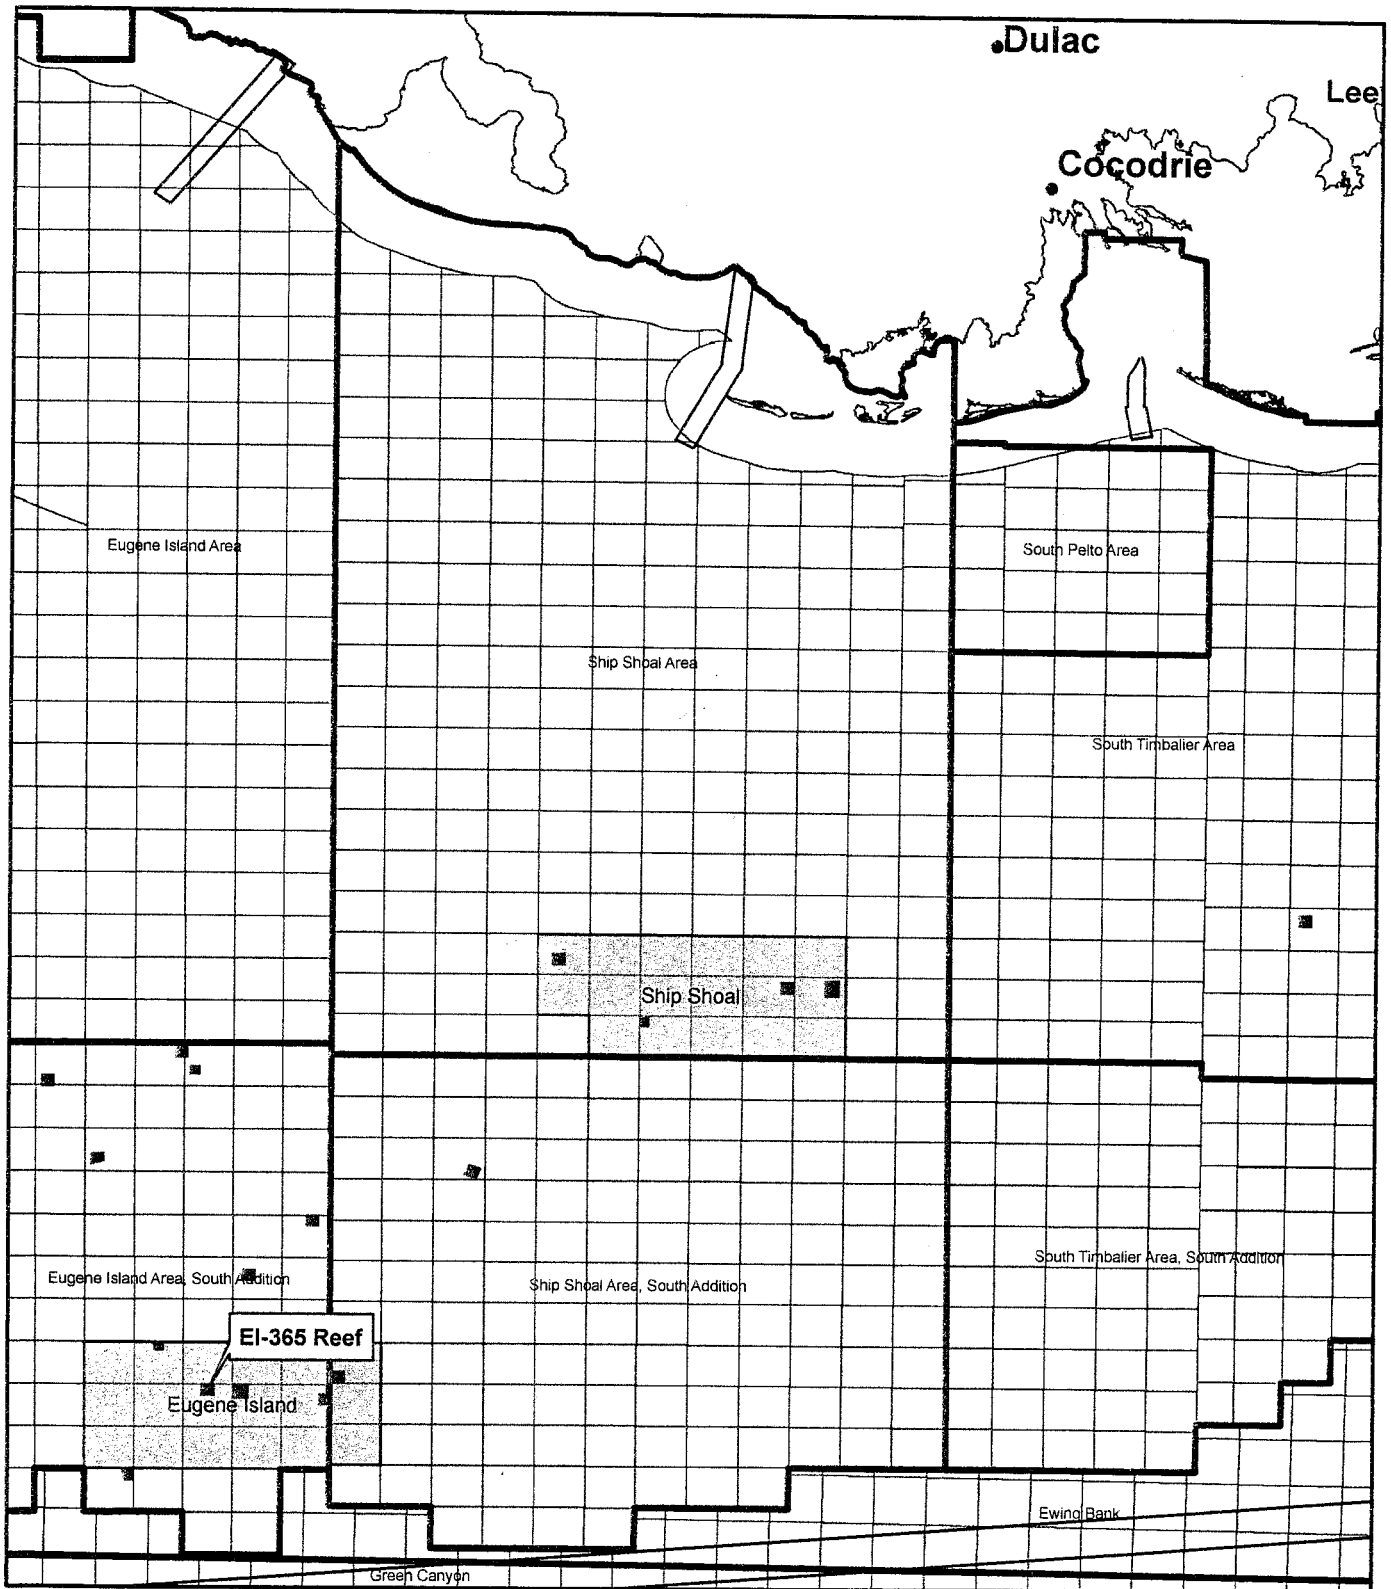 Dulac
Lee
Cocodrie
Eugene Island Area
South Pelto Area
Ship Shoal Area
South Timbalier Area
Ship Shoal
Eugene Island Area, South Addition
Ship Shoal Area, South Addition
South Timbalier Area, South Addition
EI-365 Reef
Eugene Island
Ewing Bank
Green Canyon